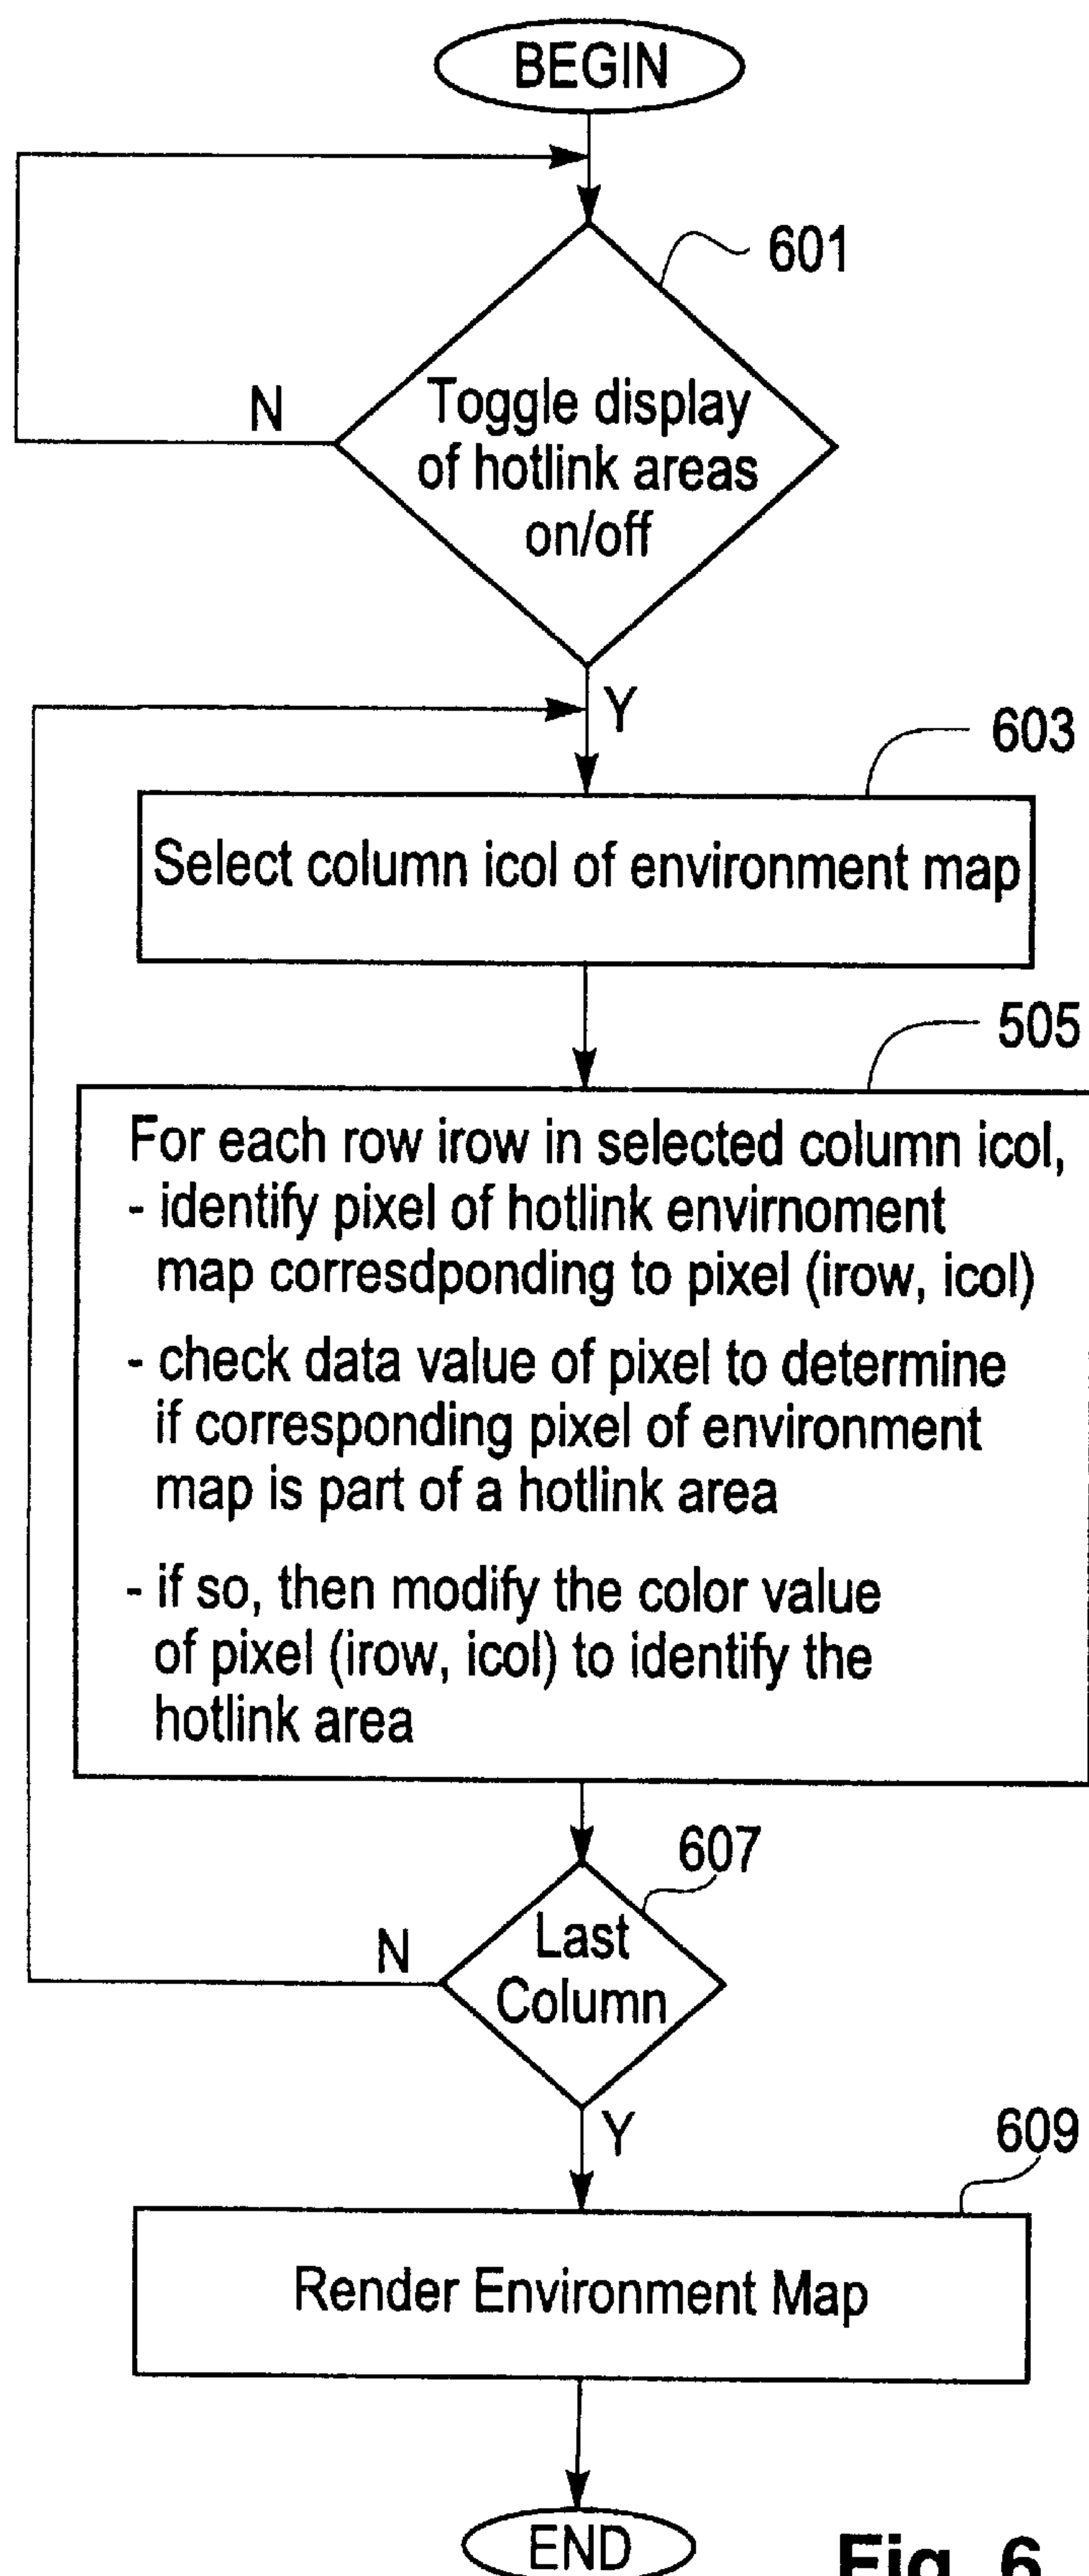 BEGIN
601
Toggle display
of hotlink areas
on/off
N
Y
603
Select column icol of environment map
505
For each row irow in selected column icol,
- identify pixel of hotlink envirnoment
map corresdponding to pixel (irow, icol)
- check data value of pixel to determine
if corresponding pixel of environment
map is part of a hotlink area
- if so, then modify the color value
of pixel (irow, icol) to identify the
hotlink area
607
Last
Column
N
Y
609
Render Environment Map
END
Fig. 6